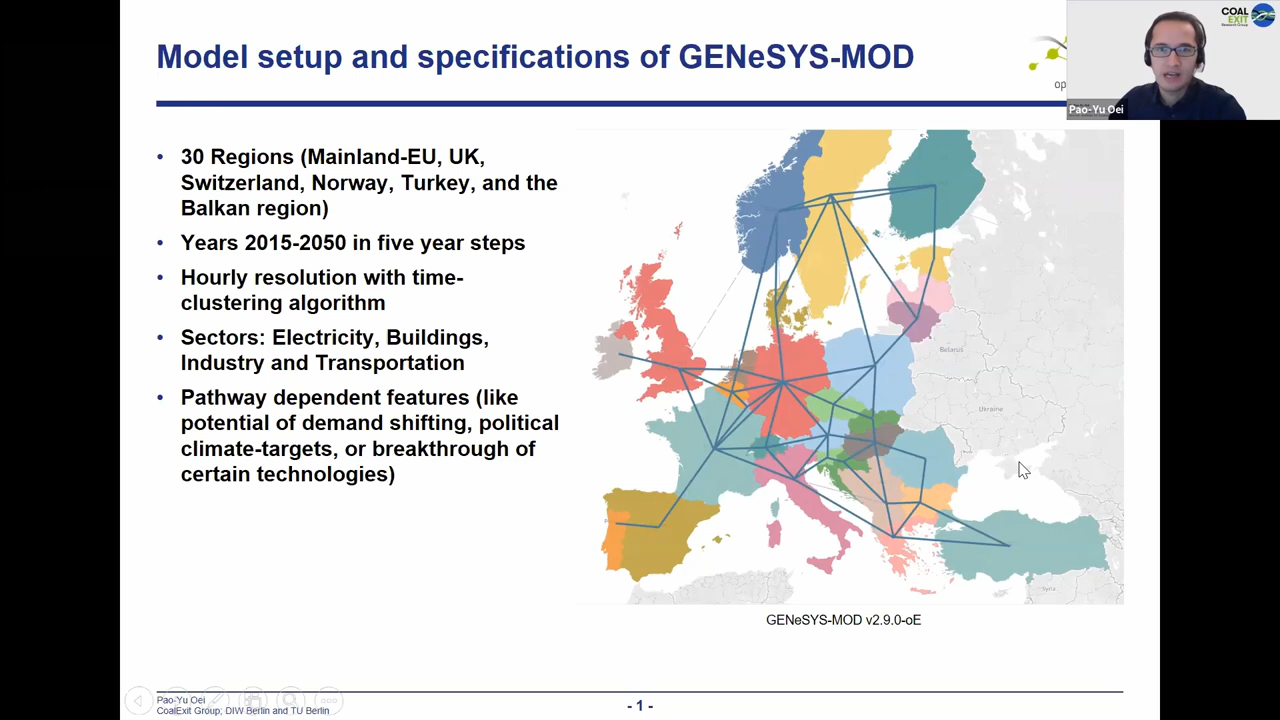 Model setup and specifications of GENeSYS-MOD
COAL
EXIT
Research Group
op
Pao-Yu Oei
• 30 Regions (Mainland-EU, UK,
Switzerland, Norway, Turkey, and the
Balkan region)
• Years 2015-2050 in five year steps
• Hourly resolution with time-
clustering algorithm
• Sectors: Electricity, Buildings,
Industry and Transportation
• Pathway dependent features (like
potential of demand shifting, political
climate-targets, or breakthrough of
certain technologies)
Belarus
Ukraine
Syria
GENeSYS-MOD v2.9.0-oE
Pao-Yu Oei
CoalExit Group; DIW Berlin and TU Berlin
- 1 -